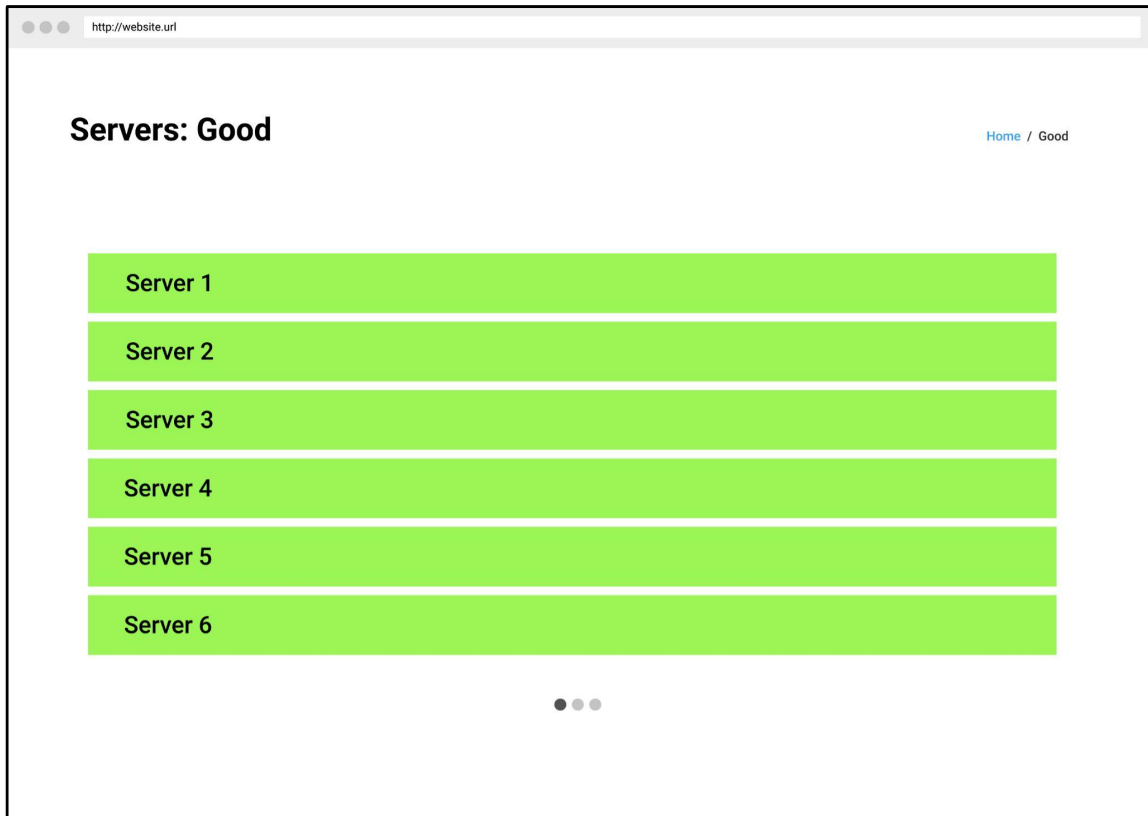 http://website.url
Servers: Good
Home / Good
Server 1
Server 2
Server 3
Server 4
Server 5
Server 6